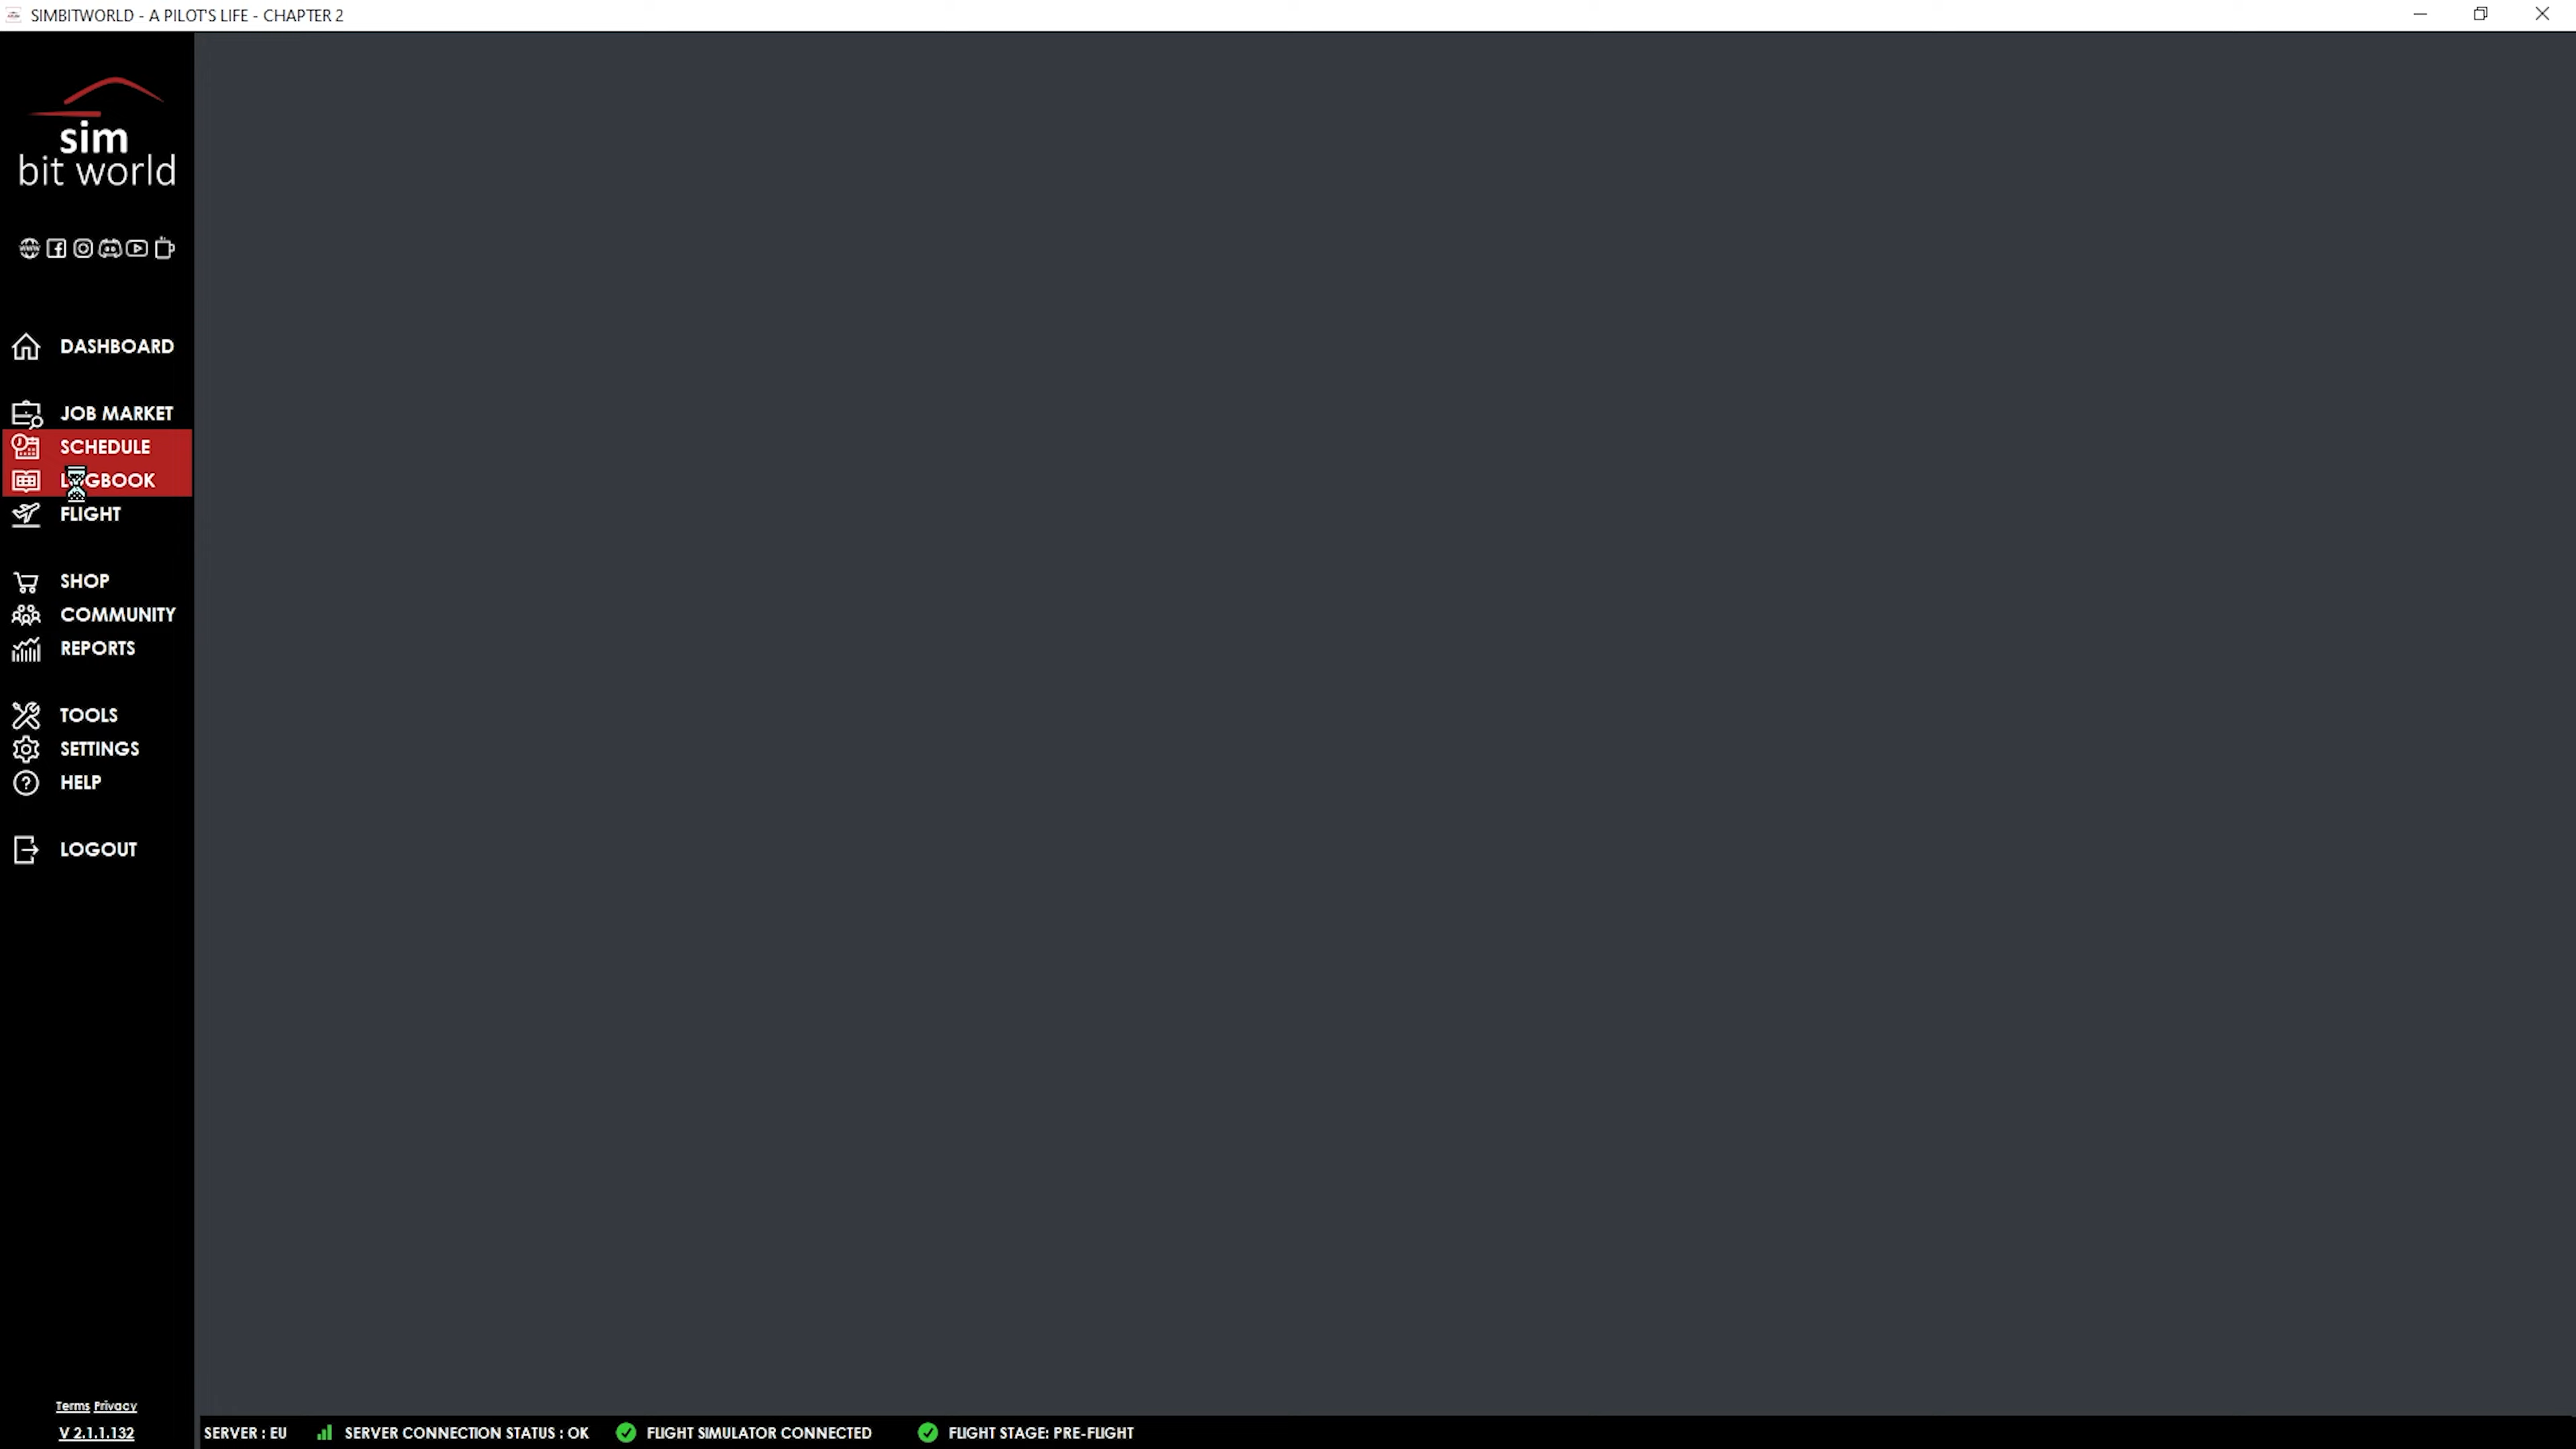 SIMBITWORLD - A PILOT'S LIFE - CHAPTER 2
sim
bit world
DASHBOARD
JOB MARKET
SCHEDULE
LOGBOOK
FLIGHT
SHOP
COMMUNITY
REPORTS
TOOLS
SETTINGS
HELP
LOGOUT
Terms Privacy
V 2.1.1.132
SERVER : EU SERVER CONNECTION STATUS : OK FLIGHT SIMULATOR CONNECTED FLIGHT STAGE: PRE-FLIGHT